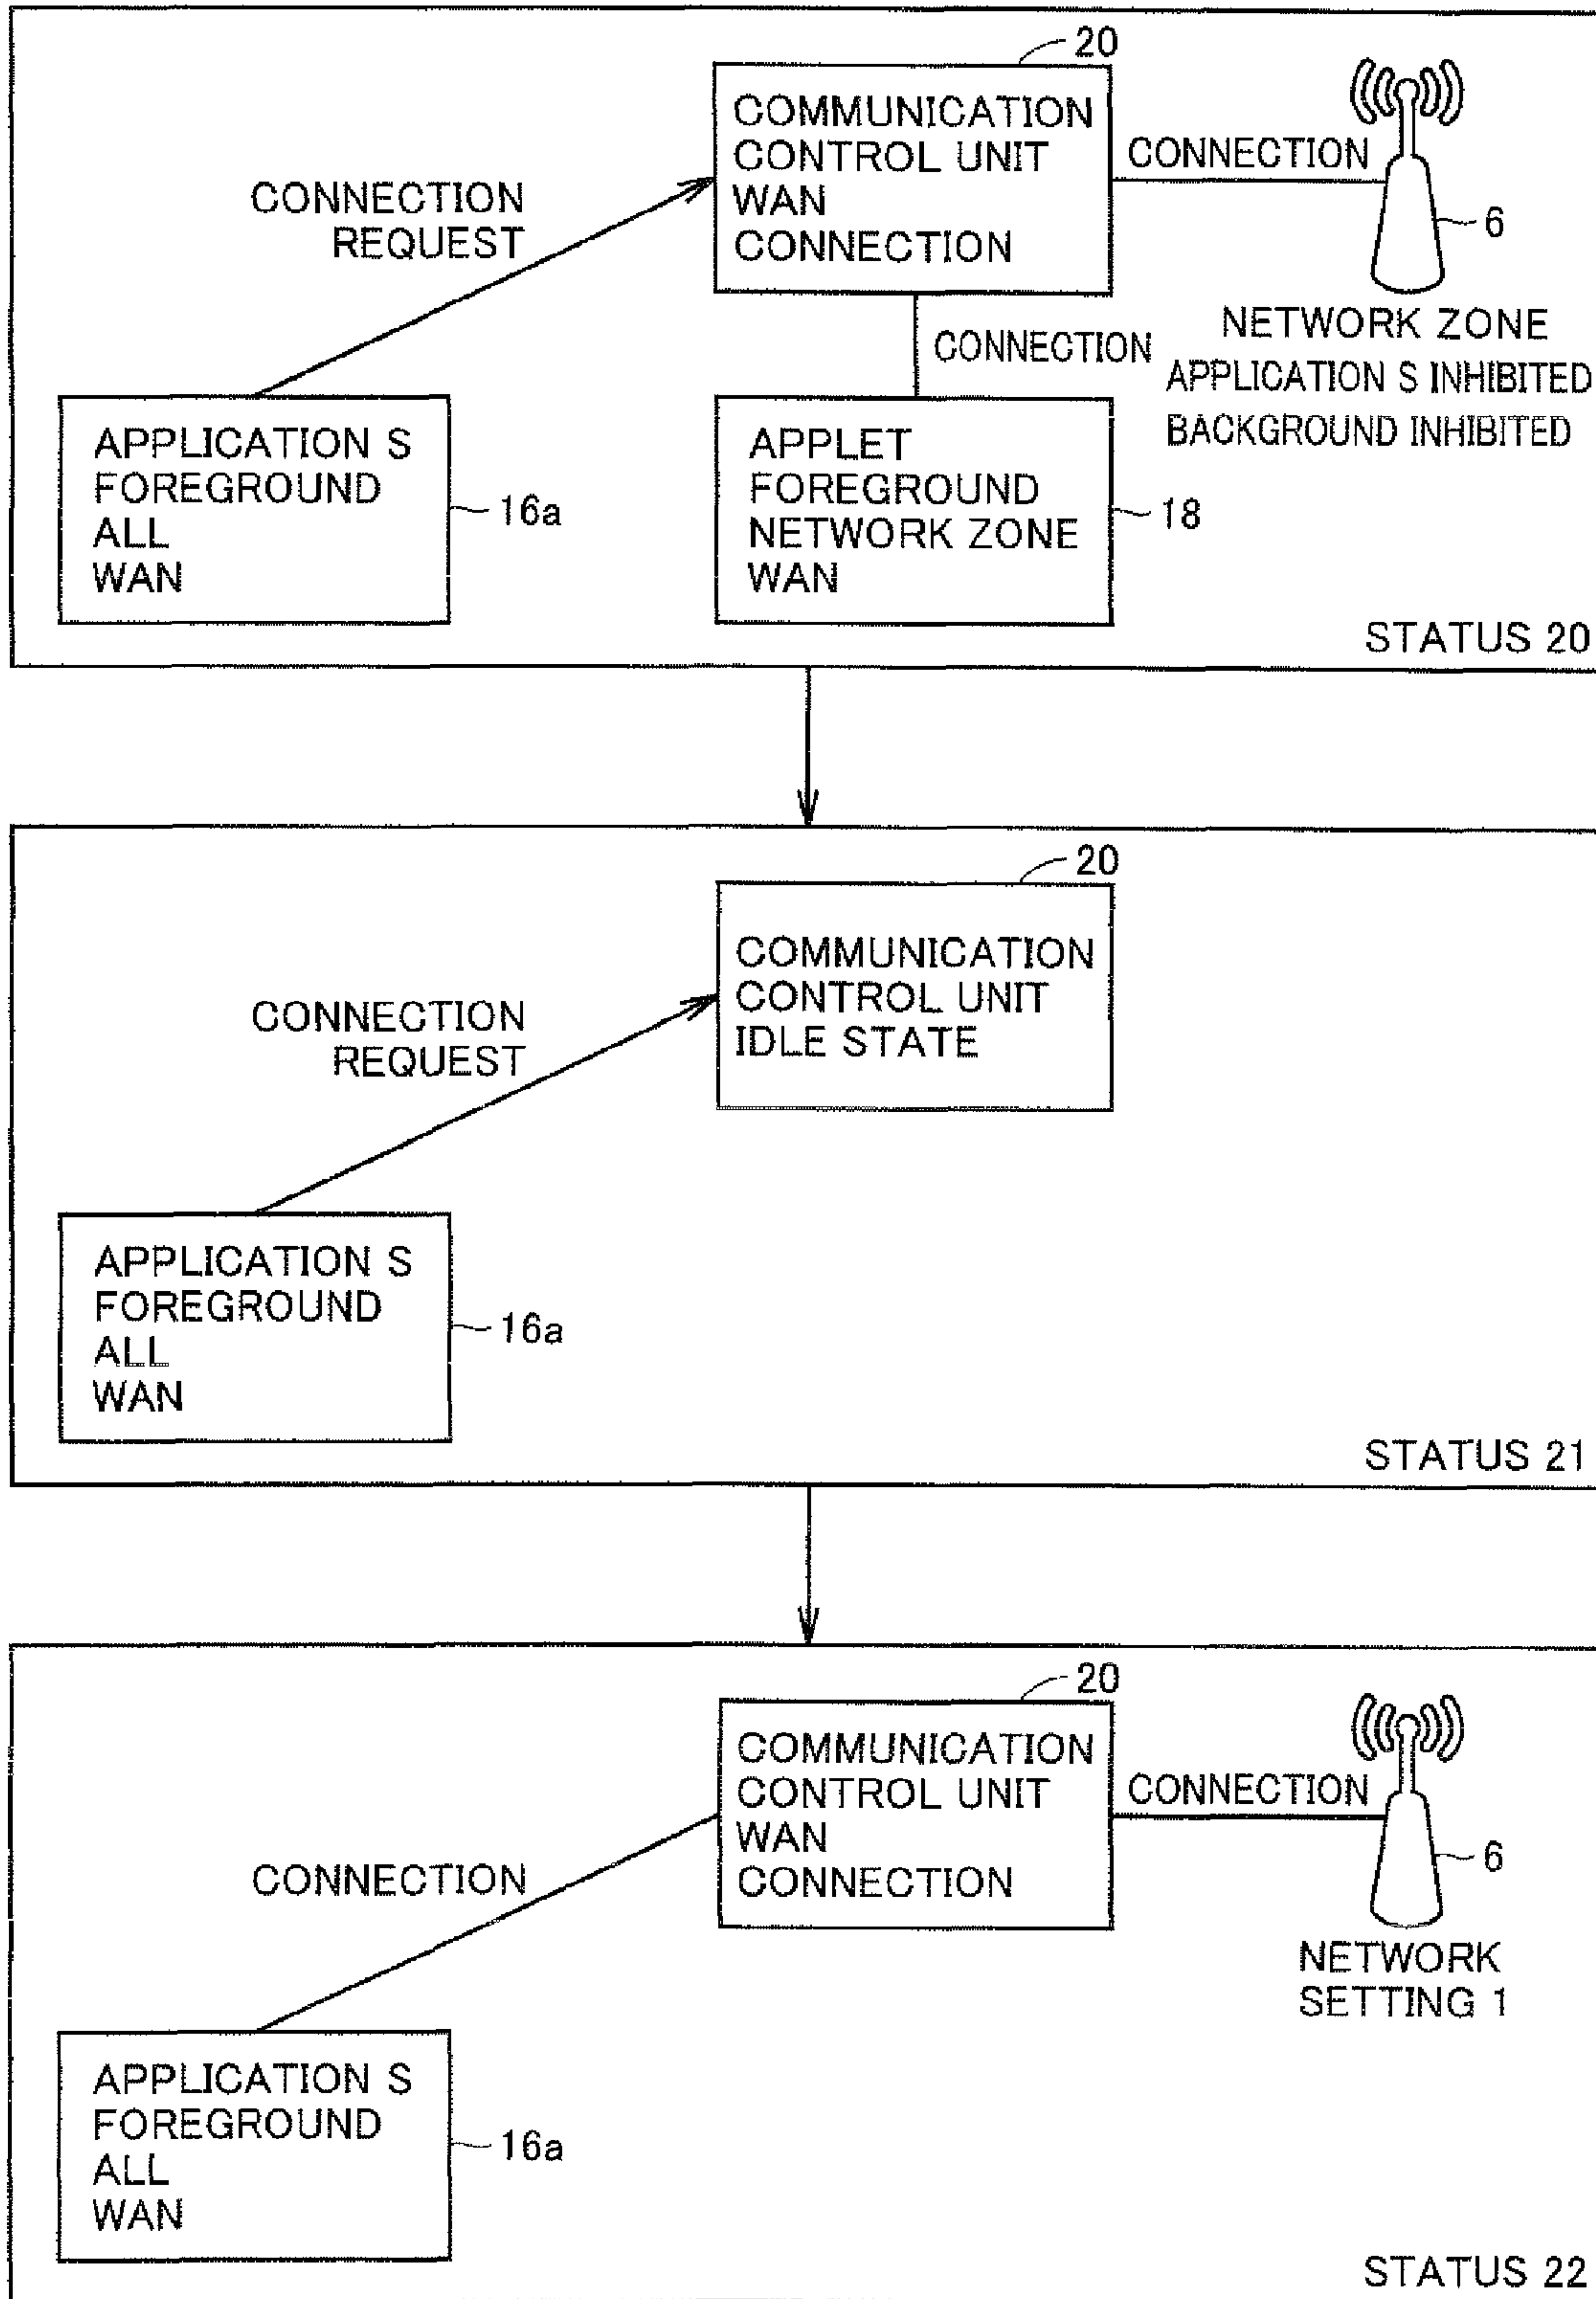 20
COMMUNICATION
CONTROL UNIT
WAN
CONNECTION
CONNECTION
6
CONNECTION
REQUEST
NETWORK ZONE
APPLICATION S INHIBITED
BACKGROUND INHIBITED
CONNECTION
APPLICATION S
FOREGROUND
ALL
WAN
16a
APPLET
FOREGROUND
NETWORK ZONE
WAN
18
STATUS 20
20
COMMUNICATION
CONTROL UNIT
IDLE STATE
CONNECTION
REQUEST
APPLICATION S
FOREGROUND
ALL
WAN
16a
STATUS 21
20
COMMUNICATION
CONTROL UNIT
WAN
CONNECTION
CONNECTION
6
CONNECTION
NETWORK
SETTING 1
APPLICATION S
FOREGROUND
ALL
WAN
16a
STATUS 22